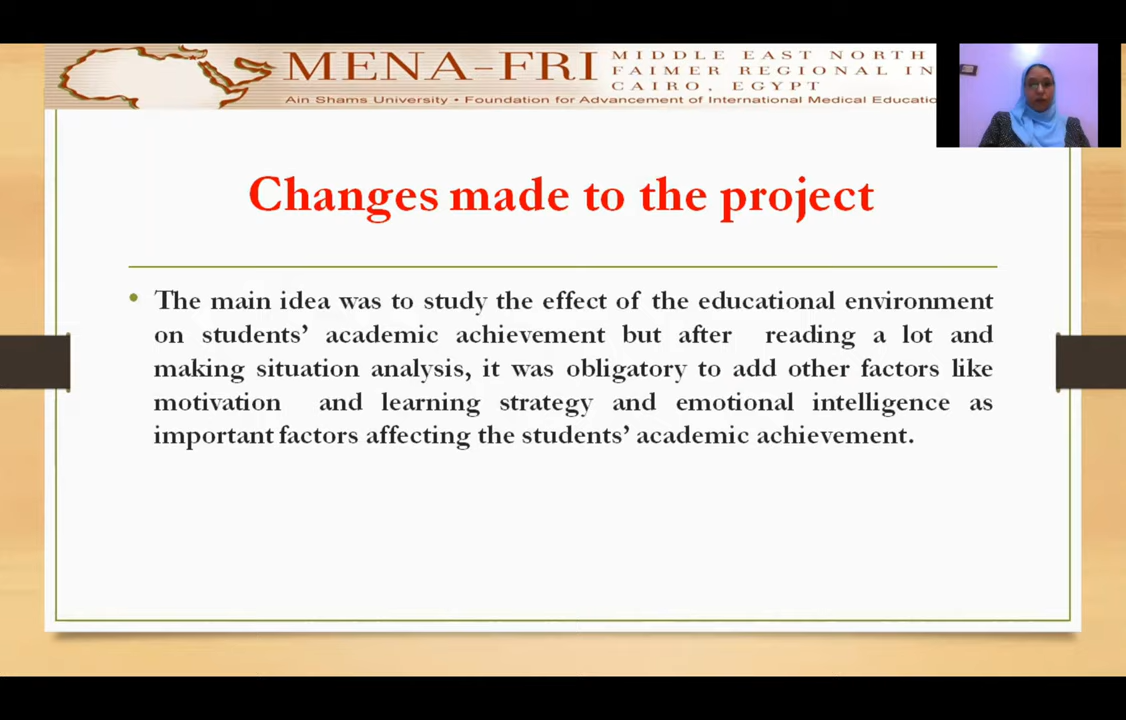 MENA-FRI
MIDDLE EAST NORTH
FAIMER REGIONAL IN
CAIRO, EGYPT
Ain Shams University • Foundation for Advancement of International Medical Educatio
Changes made to the project
• The main idea was to study the effect of the educational environment
on students’ academic achievement but after reading a lot and
making situation analysis, it was obligatory to add other factors like
motivation and learning strategy and emotional intelligence as
important factors affecting the students’ academic achievement.